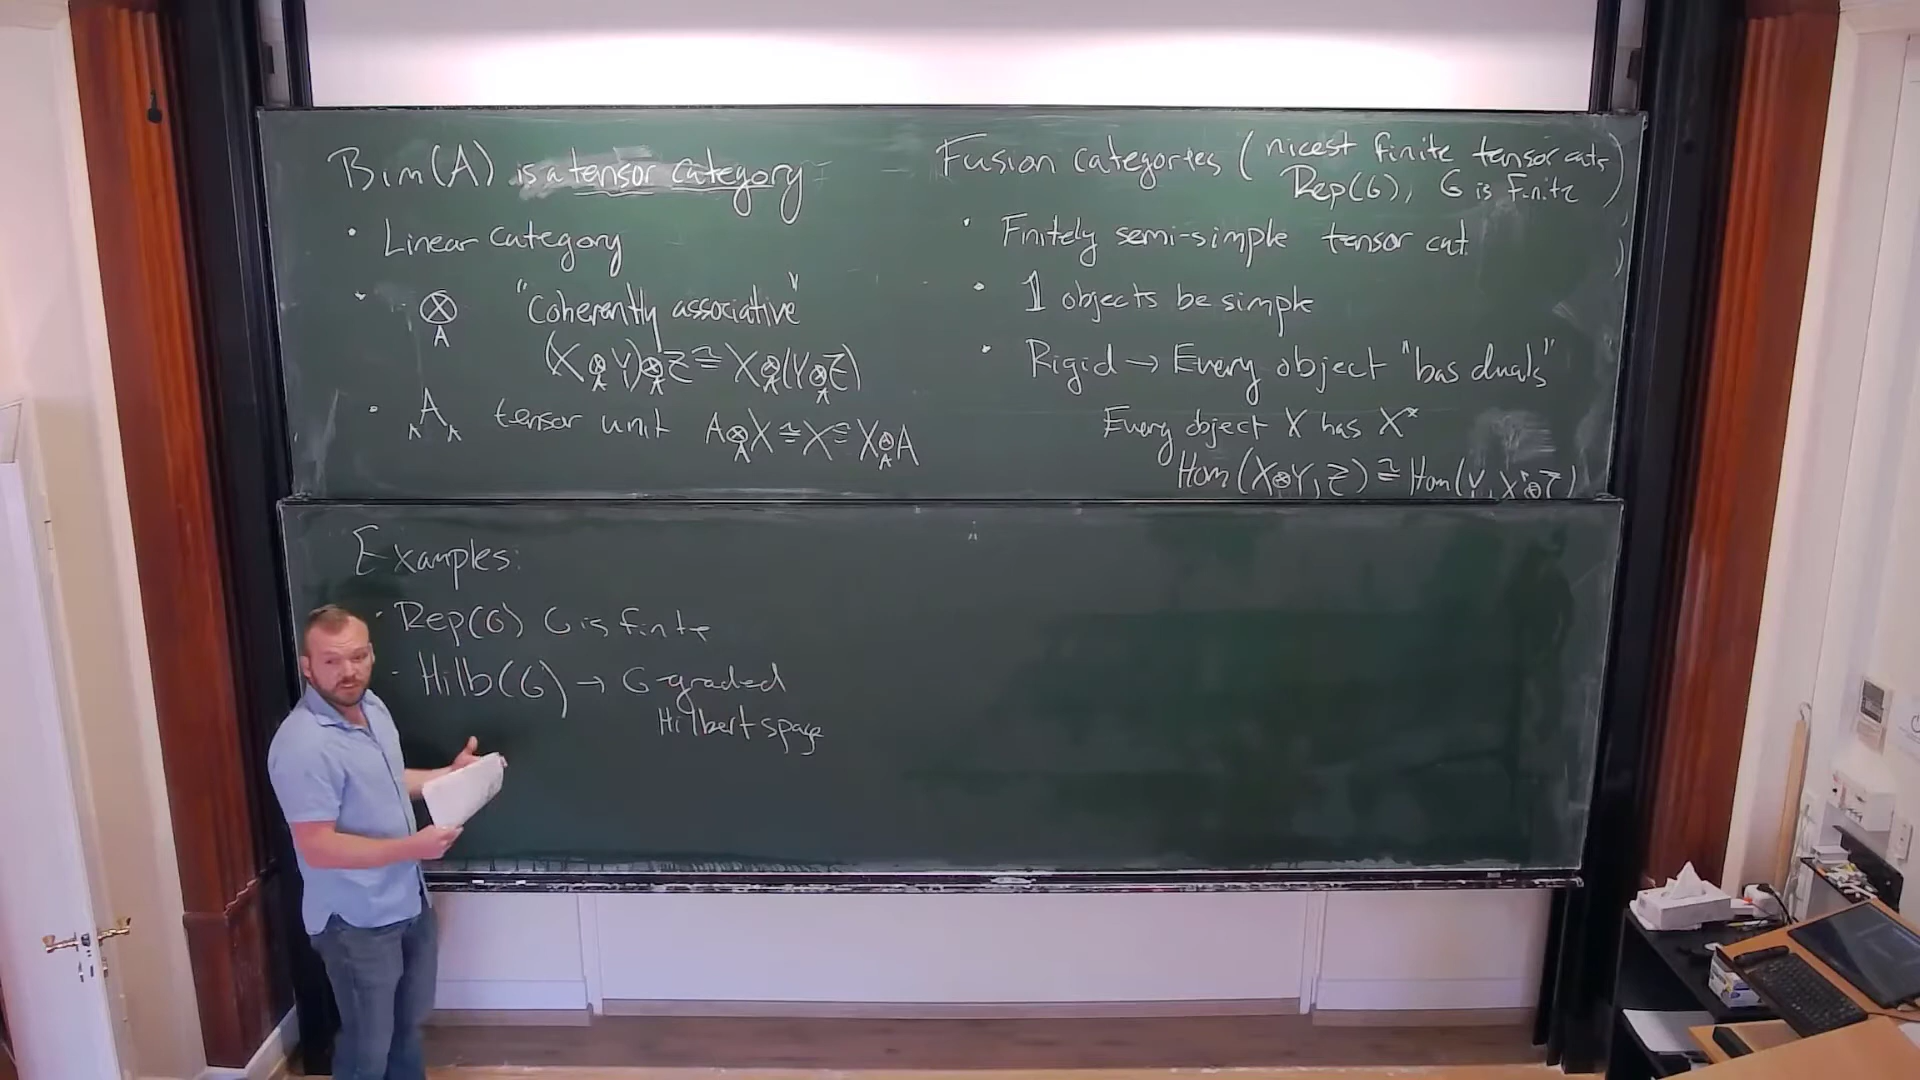 Bim(A) is a tensor category
• Linear category
• ⊗_A "Coherently associative"
(X ⊗_A Y) ⊗_A Z ≅ X ⊗_A (Y ⊗_A Z)
• _A A_A tensor unit A ⊗_A X ≅ X ≅ X ⊗_A A
Fusion categories (nicest finite tensor cats
Rep(G), G is finite)
• Finitely semi-simple tensor cat.
• 1 objects be simple
• Rigid → Every object "has duals"
Every object X has X*
Hom(X⊗Y, Z) ≅ Hom(Y, X*⊗Z)
Examples:
• Rep(G) G is finite
• Hilb(G) → G-graded
Hilbert space